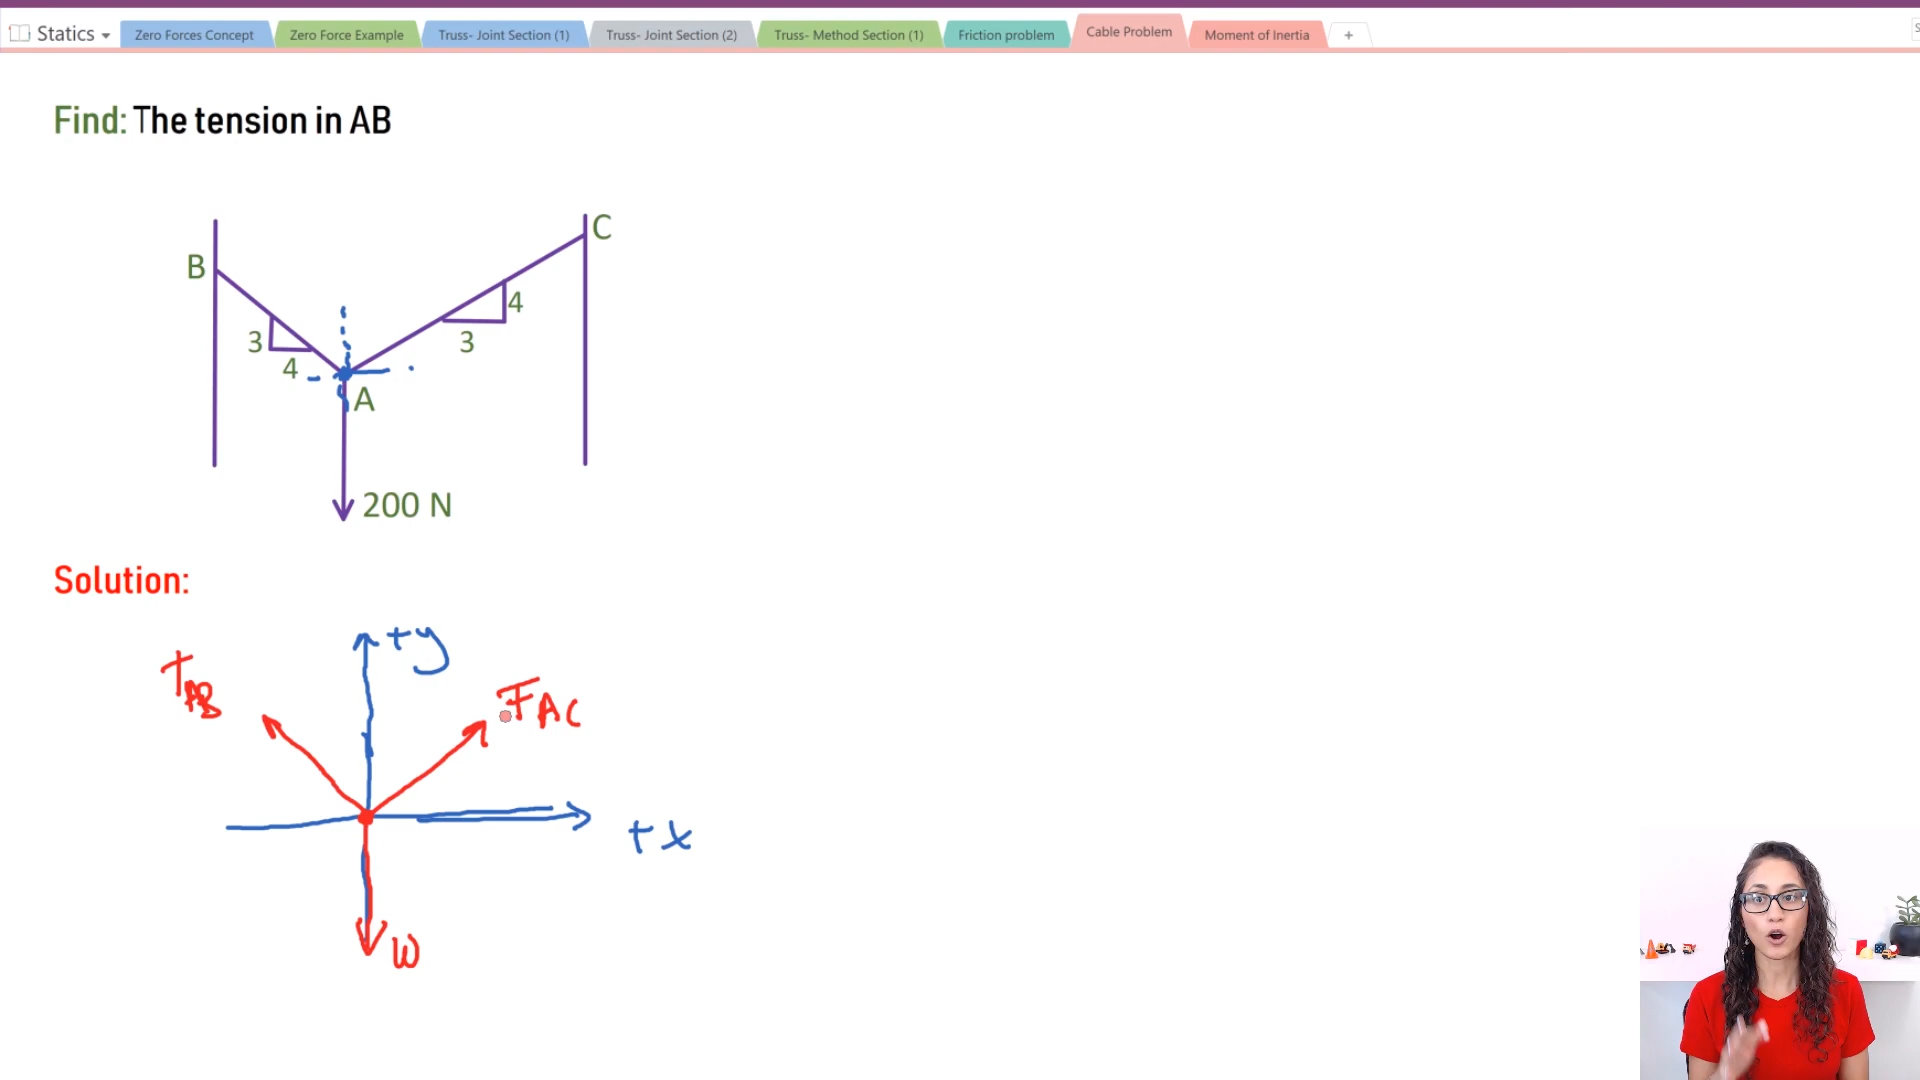 Statics
Zero Forces Concept
Zero Force Example
Truss- Joint Section (1)
Truss- Joint Section (2)
Truss- Method Section (1)
Friction problem
Cable Problem
Moment of Inertia
+
Find: The tension in AB
C
B
4
3
3
4
A
200 N
Solution:
+y
TAB
FAC
+x
W